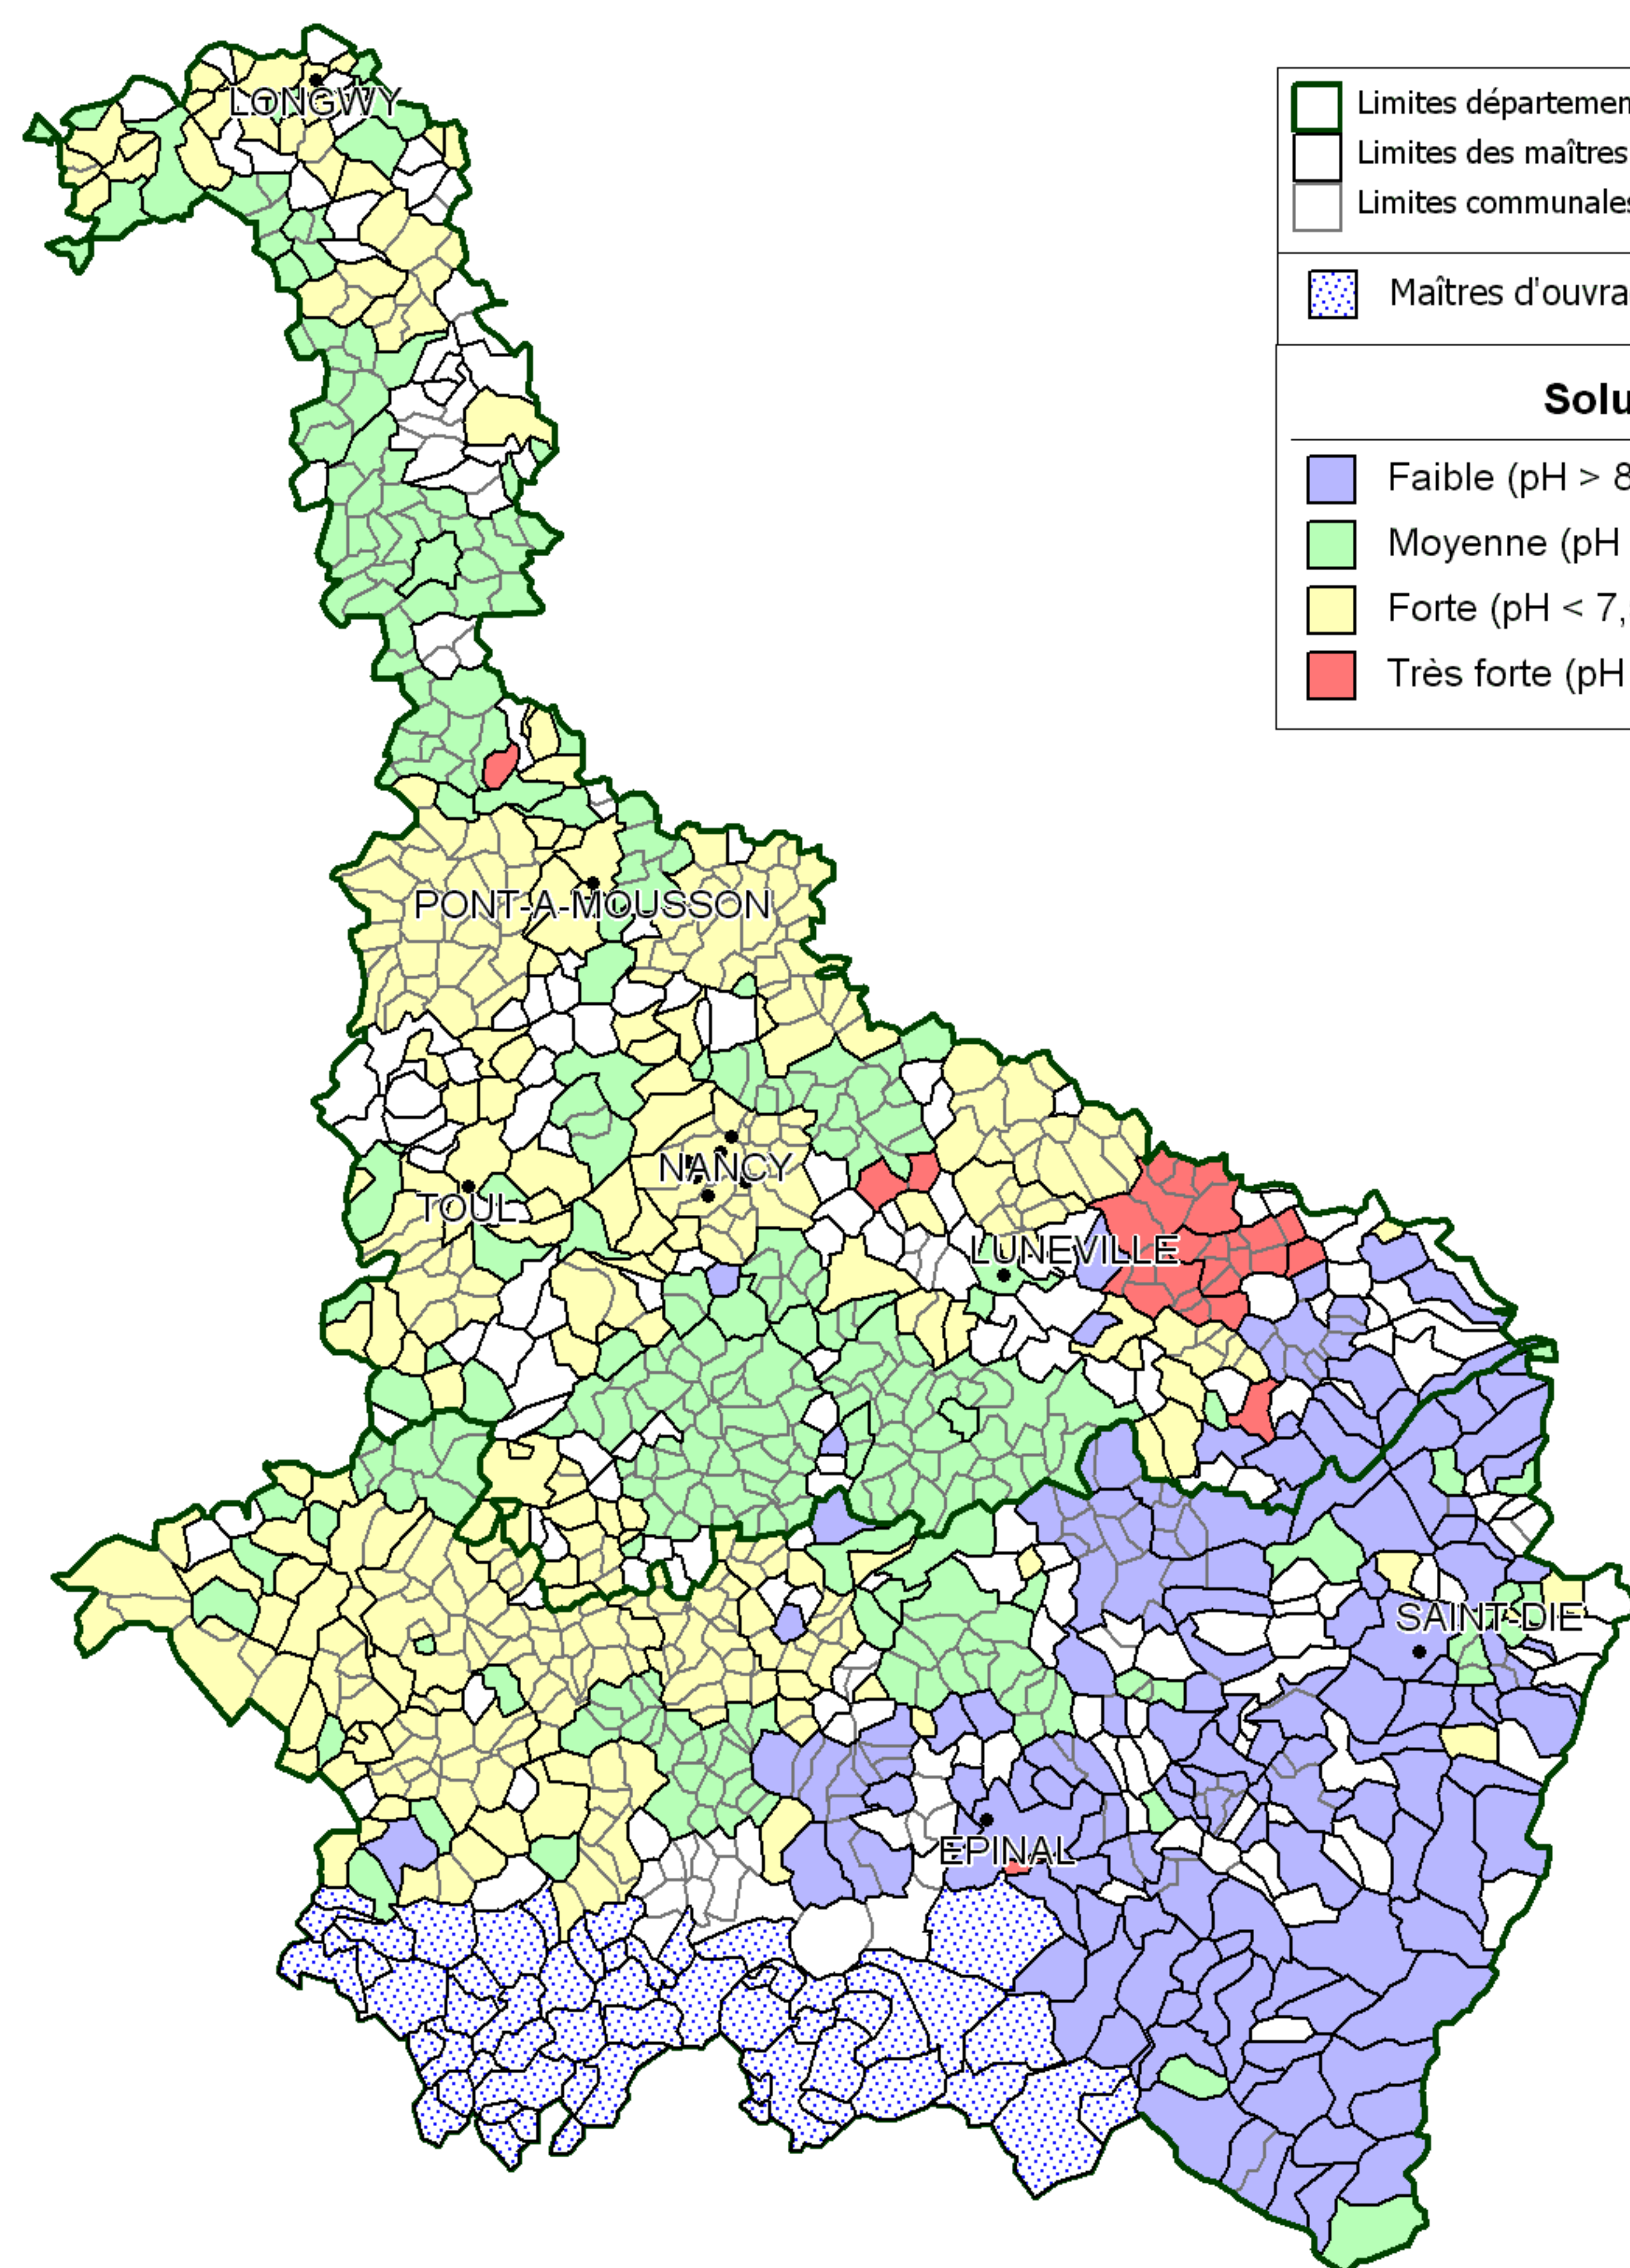 LONGWY
Limites départemen
Limites des maîtres
Limites communales
Maîtres d'ouvra
Solu
Faible (pH > 8
Moyenne (pH
Forte (pH < 7,
Très forte (pH
PONT-A-MOUSSON
NANCY
TOUL
LUNEVILLE
SAINT-DIE
EPINAL